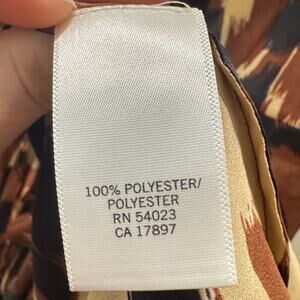 100% POLYESTER/
POLYESTER
RN 54023
CA 17897